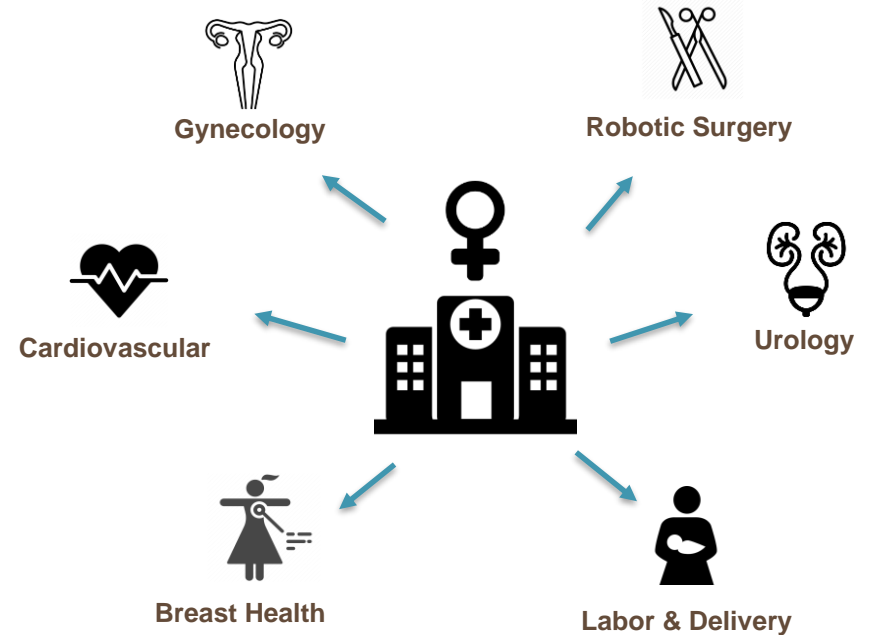 Gynecology
Robotic Surgery
Cardiovascular
Urology
Breast Health
Labor & Delivery